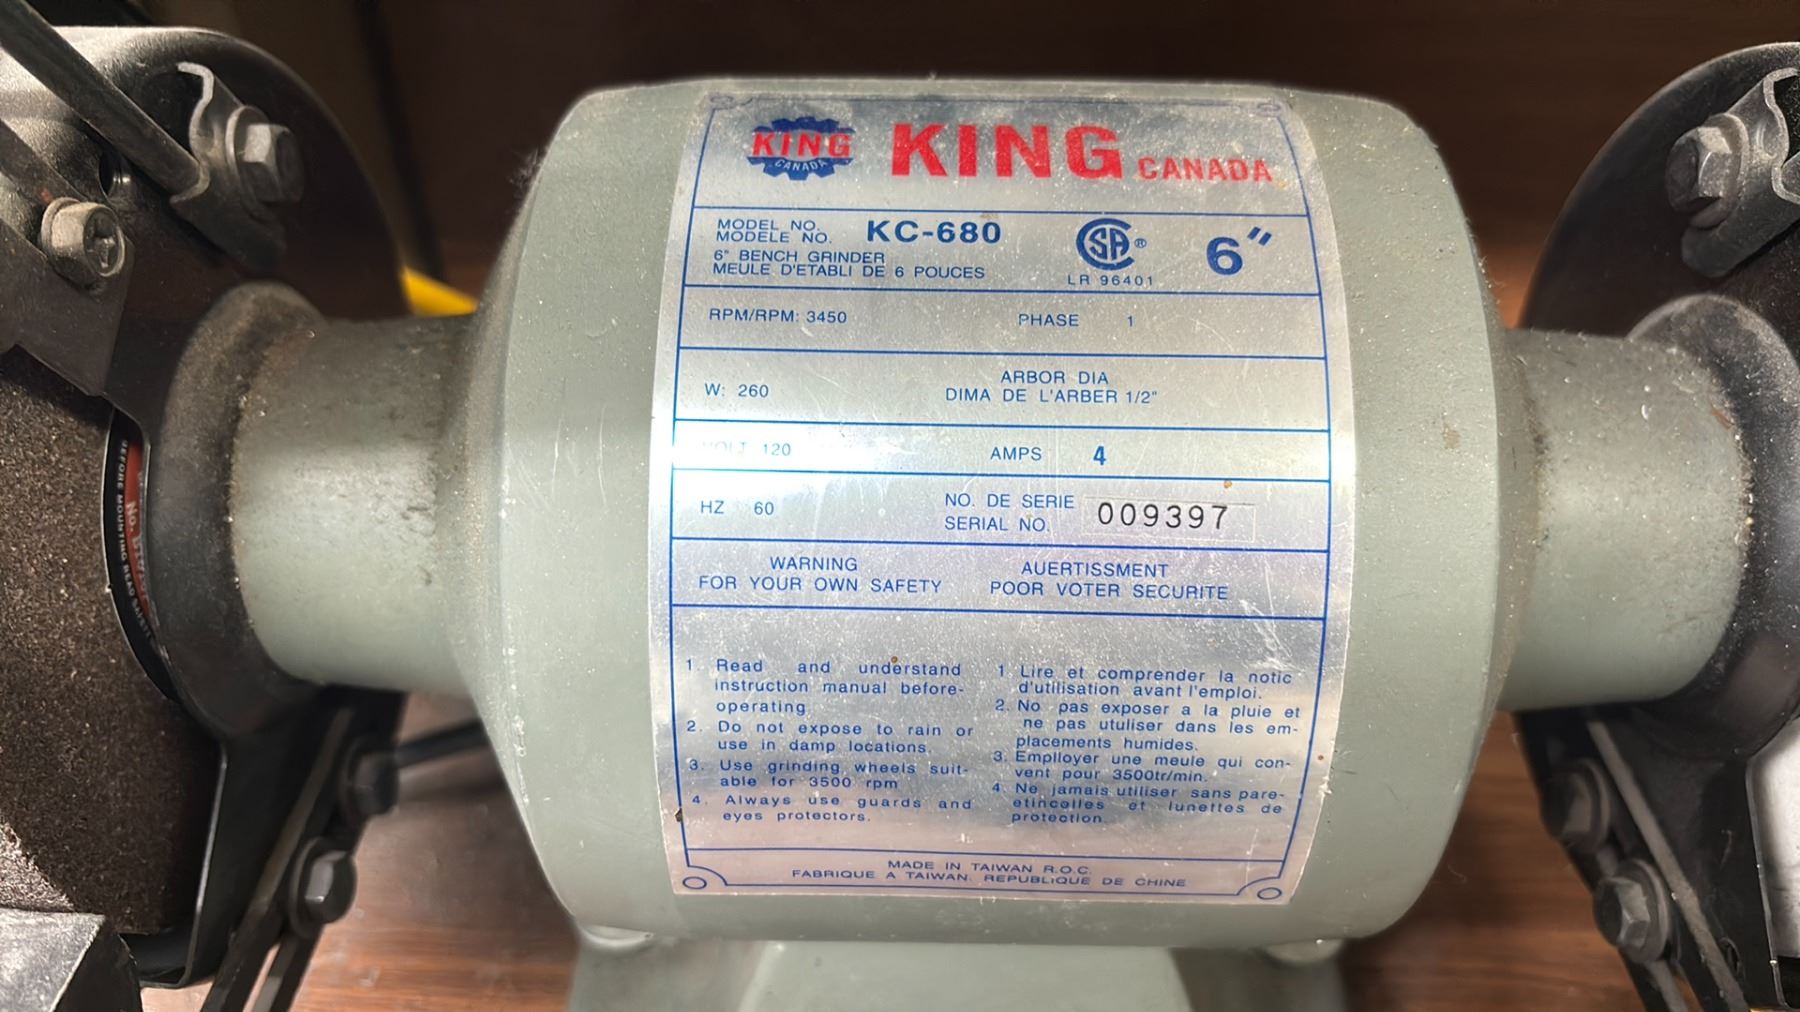 KING
CANADA
KING CANADA
MODEL NO.
MODELE NO.
KC-680
6" BENCH GRINDER
MEULE D'ETABLI DE 6 POUCES
CSA ®
LR 96401
6"
RPM/RPM: 3450
PHASE 1
W: 260
ARBOR DIA
DIMA DE L'ARBER 1/2"
VOLT 120
AMPS 4
HZ 60
NO. DE SERIE
SERIAL NO.
009397
WARNING
FOR YOUR OWN SAFETY
AUERTISSMENT
POOR VOTER SECURITE
1. Read and understand
instruction manual before-
operating.
2. Do not expose to rain or
use in damp locations.
3. Use grinding wheels suit-
able for 3500 rpm
4. Always use guards and
eyes protectors.
1. Lire et comprender la notic
d'utilisation avant l'emploi.
2. No pas exposer a la pluie et
ne pas utuliser dans les em-
placements humides.
3. Empiloyer une meule qui con-
vent pour 3500tr/min.
4. Ne jamais utiliser sans pare-
etincelles et lunettes de
protection.
MADE IN TAIWAN R.O.C.
FABRIQUE A TAIWAN. REPUBLIQUE DE CHINE
BEFORE MOUNTING READ
No.